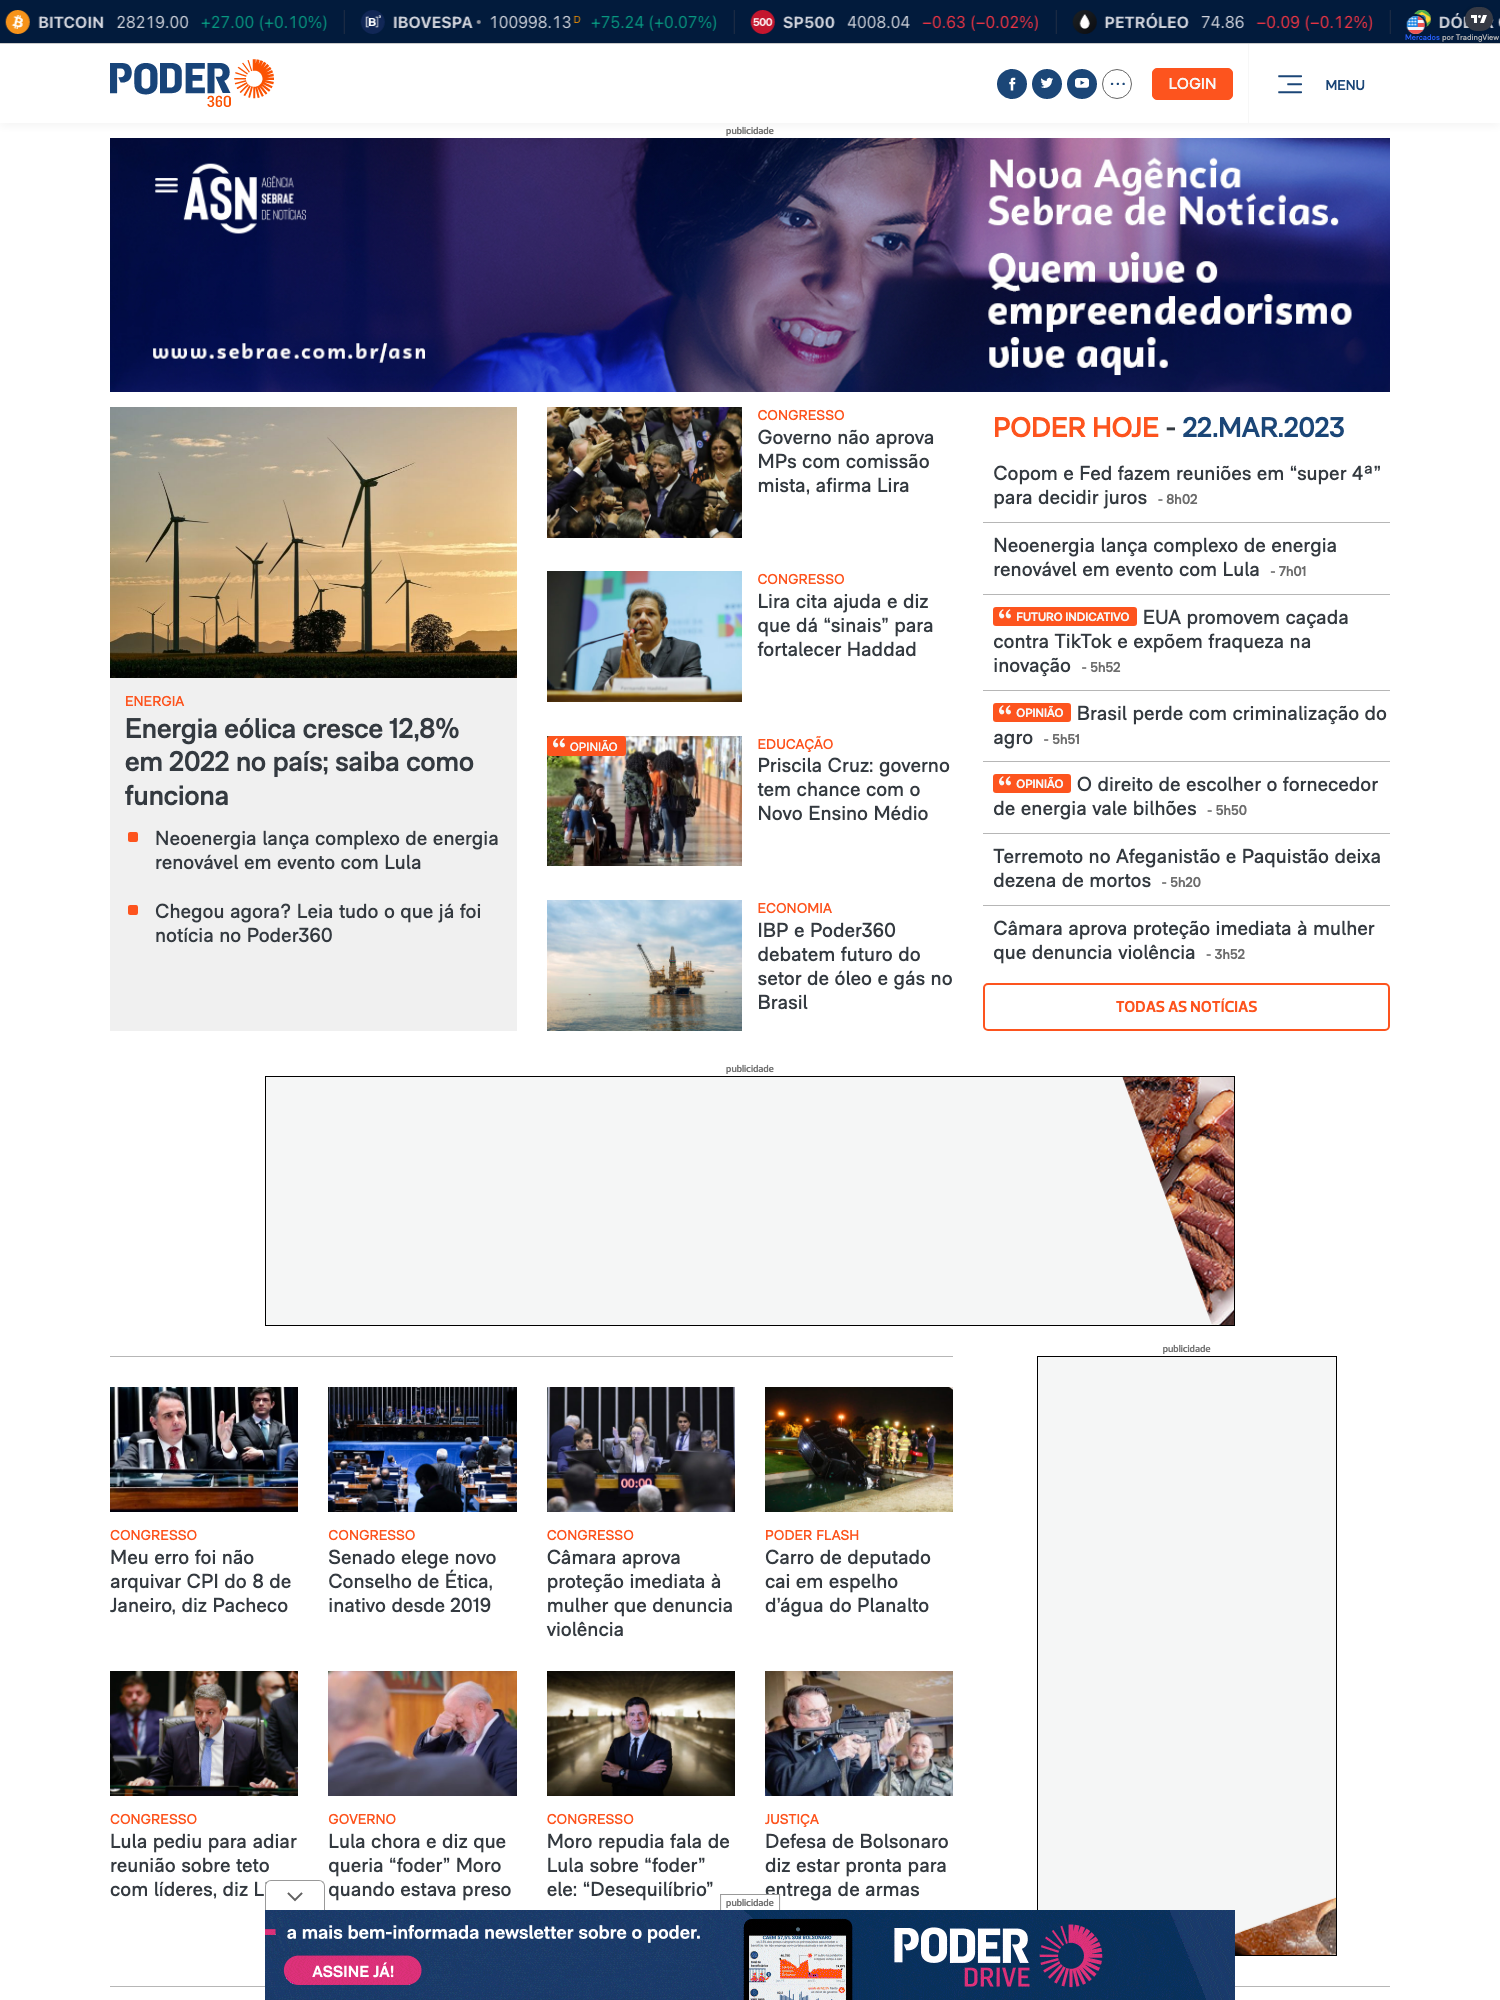 BITCOIN 28219.00 +27.00 (+0.10%)
IBOVESPA 100998.13 D +75.24 (+0.07%)
SP500 4008.04 −0.63 (−0.02%)
PETRÓLEO 74.86 −0.09 (−0.12%)
Mercados por TradingView
PODER
360
LOGIN
MENU
publicidade
ASN AGÊNCIA
SEBRAE
DE NOTÍCIAS
www.sebrae.com.br/asn
Nova Agência
Sebrae de Notícias.
Quem vive o
empreendedorismo
vive aqui.
ENERGIA
Energia eólica cresce 12,8%
em 2022 no país; saiba como
funciona
Neoenergia lança complexo de energia
renovável em evento com Lula
Chegou agora? Leia tudo o que já foi
notícia no Poder360
CONGRESSO
Governo não aprova
MPs com comissão
mista, afirma Lira
CONGRESSO
Lira cita ajuda e diz
que dá “sinais” para
fortalecer Haddad
“ OPINIÃO
EDUCAÇÃO
Priscila Cruz: governo
tem chance com o
Novo Ensino Médio
ECONOMIA
IBP e Poder360
debatem futuro do
setor de óleo e gás no
Brasil
PODER HOJE - 22.MAR.2023
Copom e Fed fazem reuniões em “super 4ª”
para decidir juros - 8h02
Neoenergia lança complexo de energia
renovável em evento com Lula - 7h01
“ FUTURO INDICATIVO EUA promovem caçada
contra TikTok e expõem fraqueza na
inovação - 5h52
“ OPINIÃO Brasil perde com criminalização do
agro - 5h51
“ OPINIÃO O direito de escolher o fornecedor
de energia vale bilhões - 5h50
Terremoto no Afeganistão e Paquistão deixa
dezena de mortos - 5h20
Câmara aprova proteção imediata à mulher
que denuncia violência - 3h52
TODAS AS NOTÍCIAS
publicidade
publicidade
00:00
CONGRESSO
Meu erro foi não
arquivar CPI do 8 de
Janeiro, diz Pacheco
CONGRESSO
Senado elege novo
Conselho de Ética,
inativo desde 2019
CONGRESSO
Câmara aprova
proteção imediata à
mulher que denuncia
violência
PODER FLASH
Carro de deputado
cai em espelho
d’água do Planalto
CONGRESSO
Lula pediu para adiar
reunião sobre teto
com líderes, diz L
GOVERNO
Lula chora e diz que
queria “foder” Moro
quando estava preso
CONGRESSO
Moro repudia fala de
Lula sobre “foder”
ele: “Desequilíbrio”
JUSTIÇA
Defesa de Bolsonaro
diz estar pronta para
entrega de armas
publicidade
a mais bem-informada newsletter sobre o poder.
ASSINE JÁ!
PODER
DRIVE